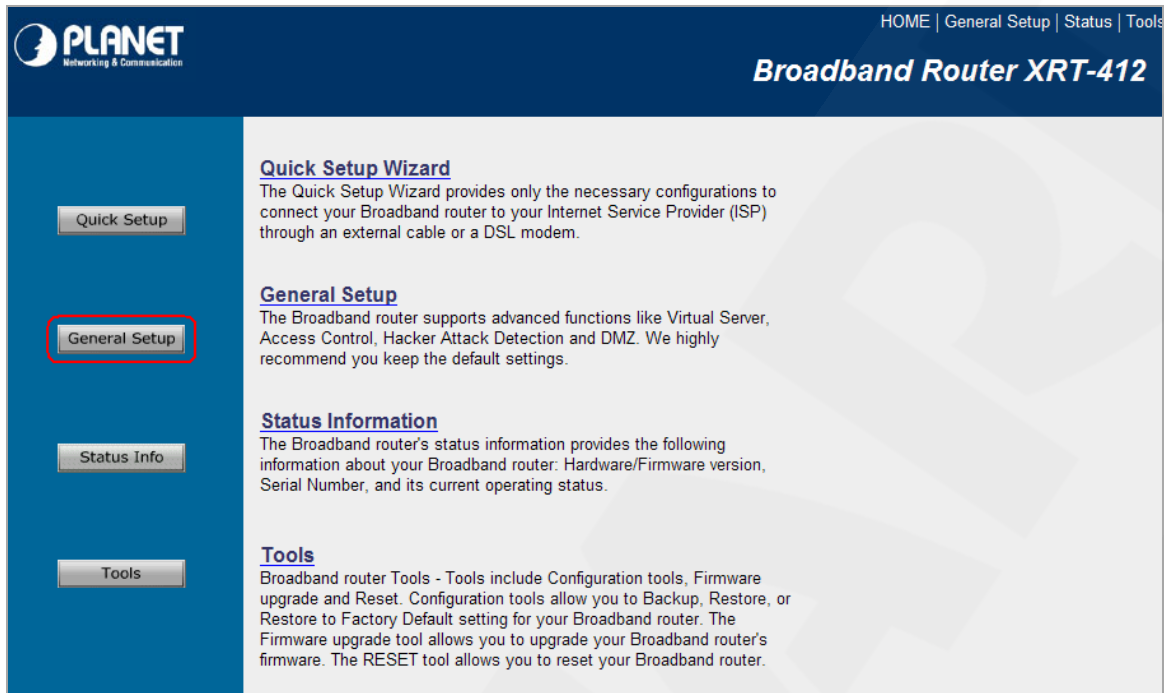 PLANET
Networking & Communication
HOME | General Setup | Status | Tools
Broadband Router XRT-412
Quick Setup
General Setup
Status Info
Tools
Quick Setup Wizard
The Quick Setup Wizard provides only the necessary configurations to
connect your Broadband router to your Internet Service Provider (ISP)
through an external cable or a DSL modem.
General Setup
The Broadband router supports advanced functions like Virtual Server,
Access Control, Hacker Attack Detection and DMZ. We highly
recommend you keep the default settings.
Status Information
The Broadband router's status information provides the following
information about your Broadband router: Hardware/Firmware version,
Serial Number, and its current operating status.
Tools
Broadband router Tools - Tools include Configuration tools, Firmware
upgrade and Reset. Configuration tools allow you to Backup, Restore, or
Restore to Factory Default setting for your Broadband router. The
Firmware upgrade tool allows you to upgrade your Broadband router's
firmware. The RESET tool allows you to reset your Broadband router.